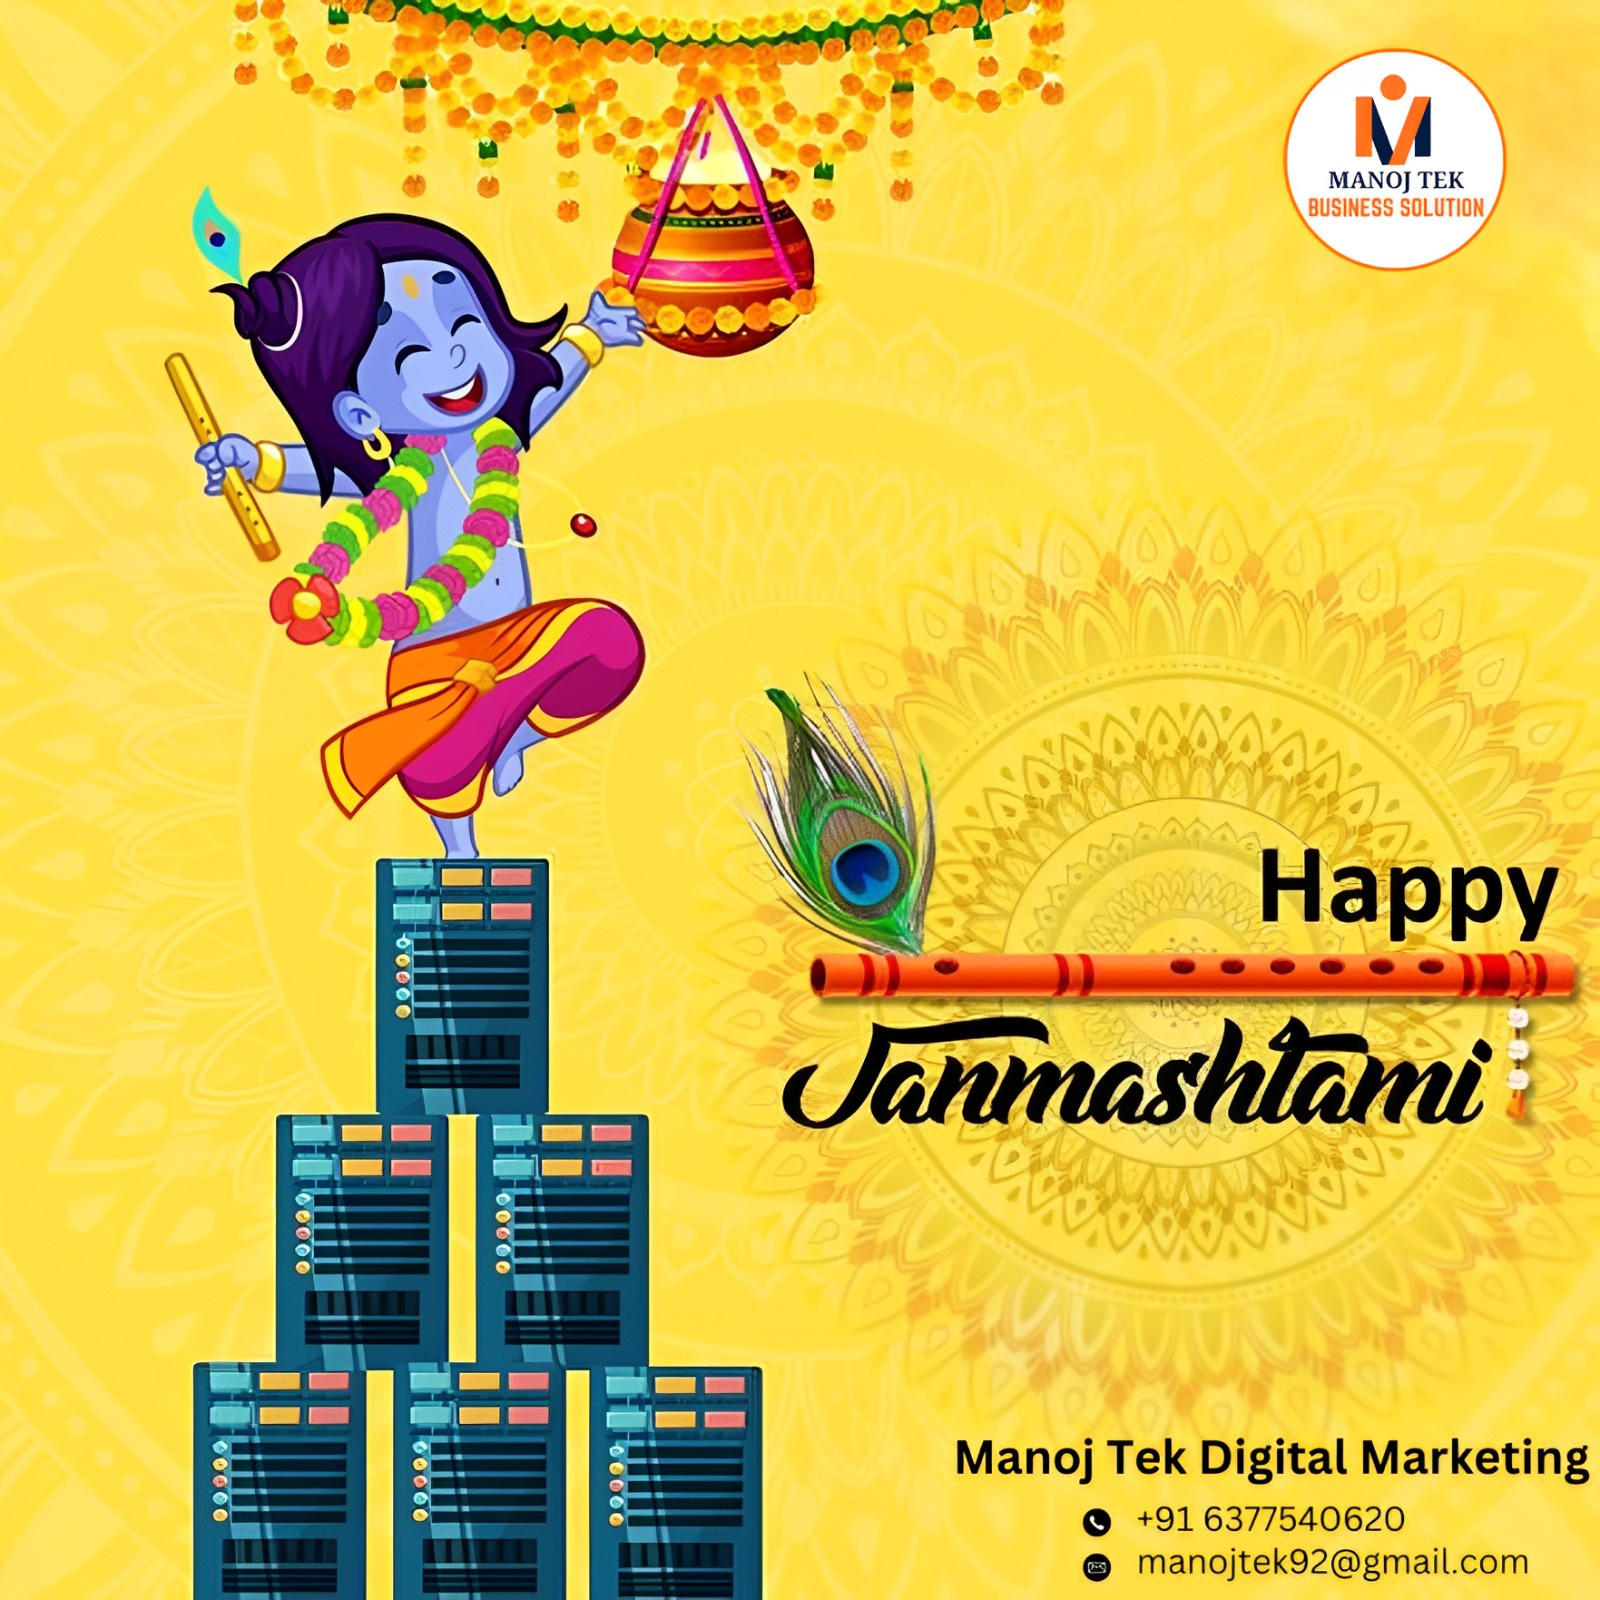 MANOJ TEK
BUSINESS SOLUTION
Happy
Janmashtami
Manoj Tek Digital Marketing
+91 6377540620
manojtek92@gmail.com